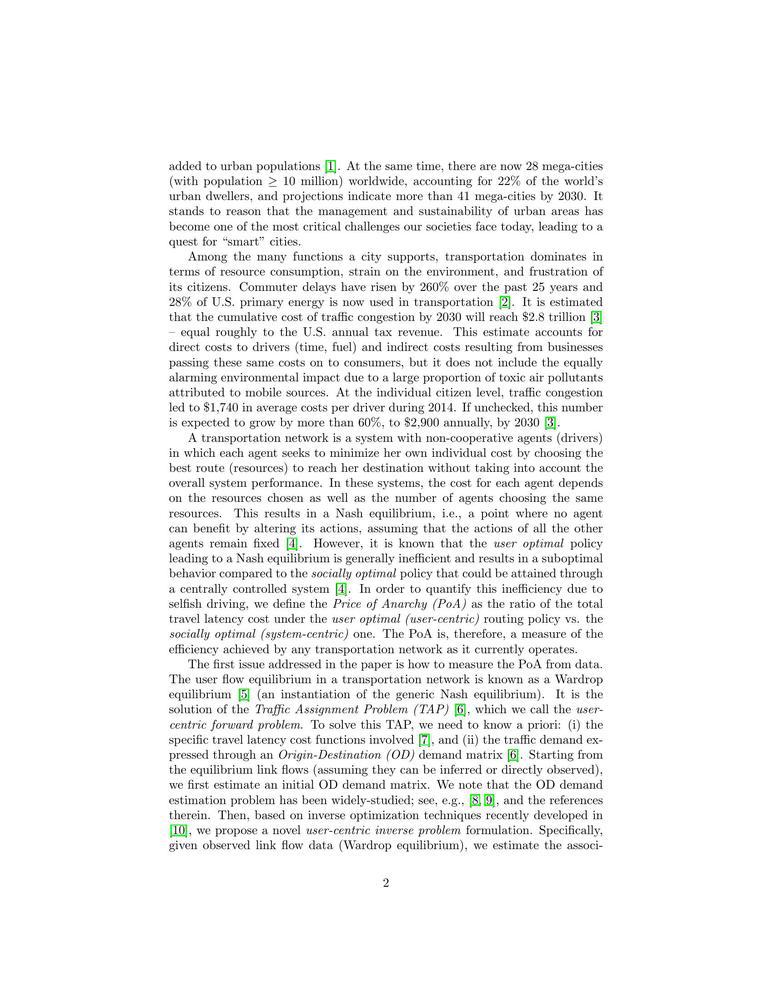 added to urban populations [1]. At the same time, there are now 28 mega-cities
(with population ≥ 10 million) worldwide, accounting for 22% of the world's
urban dwellers, and projections indicate more than 41 mega-cities by 2030. It
stands to reason that the management and sustainability of urban areas has
become one of the most critical challenges our societies face today, leading to a
quest for “smart” cities.
Among the many functions a city supports, transportation dominates in
terms of resource consumption, strain on the environment, and frustration of
its citizens. Commuter delays have risen by 260% over the past 25 years and
28% of U.S. primary energy is now used in transportation [2]. It is estimated
that the cumulative cost of traffic congestion by 2030 will reach $2.8 trillion [3]
– equal roughly to the U.S. annual tax revenue. This estimate accounts for
direct costs to drivers (time, fuel) and indirect costs resulting from businesses
passing these same costs on to consumers, but it does not include the equally
alarming environmental impact due to a large proportion of toxic air pollutants
attributed to mobile sources. At the individual citizen level, traffic congestion
led to $1,740 in average costs per driver during 2014. If unchecked, this number
is expected to grow by more than 60%, to $2,900 annually, by 2030 [3].
A transportation network is a system with non-cooperative agents (drivers)
in which each agent seeks to minimize her own individual cost by choosing the
best route (resources) to reach her destination without taking into account the
overall system performance. In these systems, the cost for each agent depends
on the resources chosen as well as the number of agents choosing the same
resources. This results in a Nash equilibrium, i.e., a point where no agent
can benefit by altering its actions, assuming that the actions of all the other
agents remain fixed [4]. However, it is known that the user optimal policy
leading to a Nash equilibrium is generally inefficient and results in a suboptimal
behavior compared to the socially optimal policy that could be attained through
a centrally controlled system [4]. In order to quantify this inefficiency due to
selfish driving, we define the Price of Anarchy (PoA) as the ratio of the total
travel latency cost under the user optimal (user-centric) routing policy vs. the
socially optimal (system-centric) one. The PoA is, therefore, a measure of the
efficiency achieved by any transportation network as it currently operates.
The first issue addressed in the paper is how to measure the PoA from data.
The user flow equilibrium in a transportation network is known as a Wardrop
equilibrium [5] (an instantiation of the generic Nash equilibrium). It is the
solution of the Traffic Assignment Problem (TAP) [6], which we call the user-
centric forward problem. To solve this TAP, we need to know a priori: (i) the
specific travel latency cost functions involved [7], and (ii) the traffic demand ex-
pressed through an Origin-Destination (OD) demand matrix [6]. Starting from
the equilibrium link flows (assuming they can be inferred or directly observed),
we first estimate an initial OD demand matrix. We note that the OD demand
estimation problem has been widely-studied; see, e.g., [8, 9], and the references
therein. Then, based on inverse optimization techniques recently developed in
[10], we propose a novel user-centric inverse problem formulation. Specifically,
given observed link flow data (Wardrop equilibrium), we estimate the associ-
2